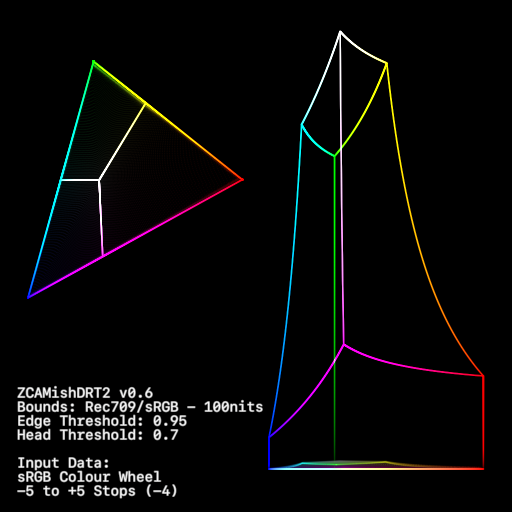 ZCAMishDRT2 v0.6
Bounds: Rec709/sRGB – 100nits
Edge Threshold: 0.95
Head Threshold: 0.7
Input Data:
sRGB Colour Wheel
–5 to +5 Stops (–4)